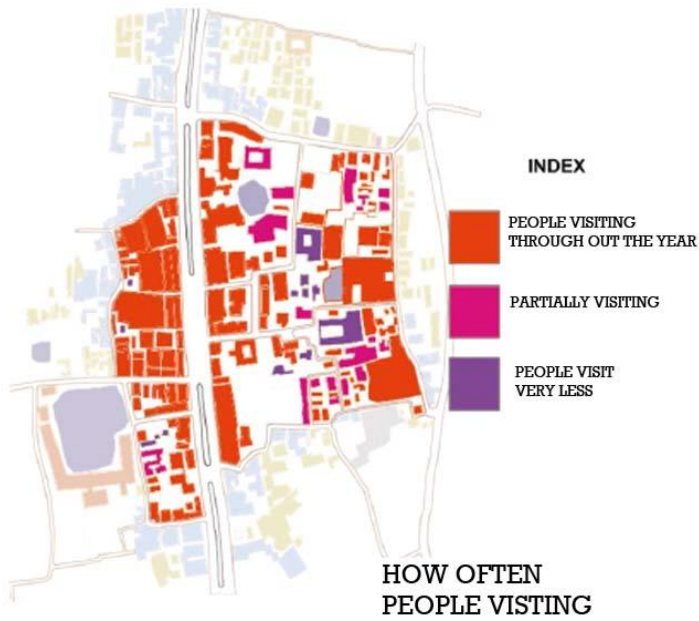 INDEX
PEOPLE VISITING
THROUGH OUT THE YEAR
PARTIALLY VISITING
PEOPLE VISIT
VERY LESS
HOW OFTEN
PEOPLE VISTING